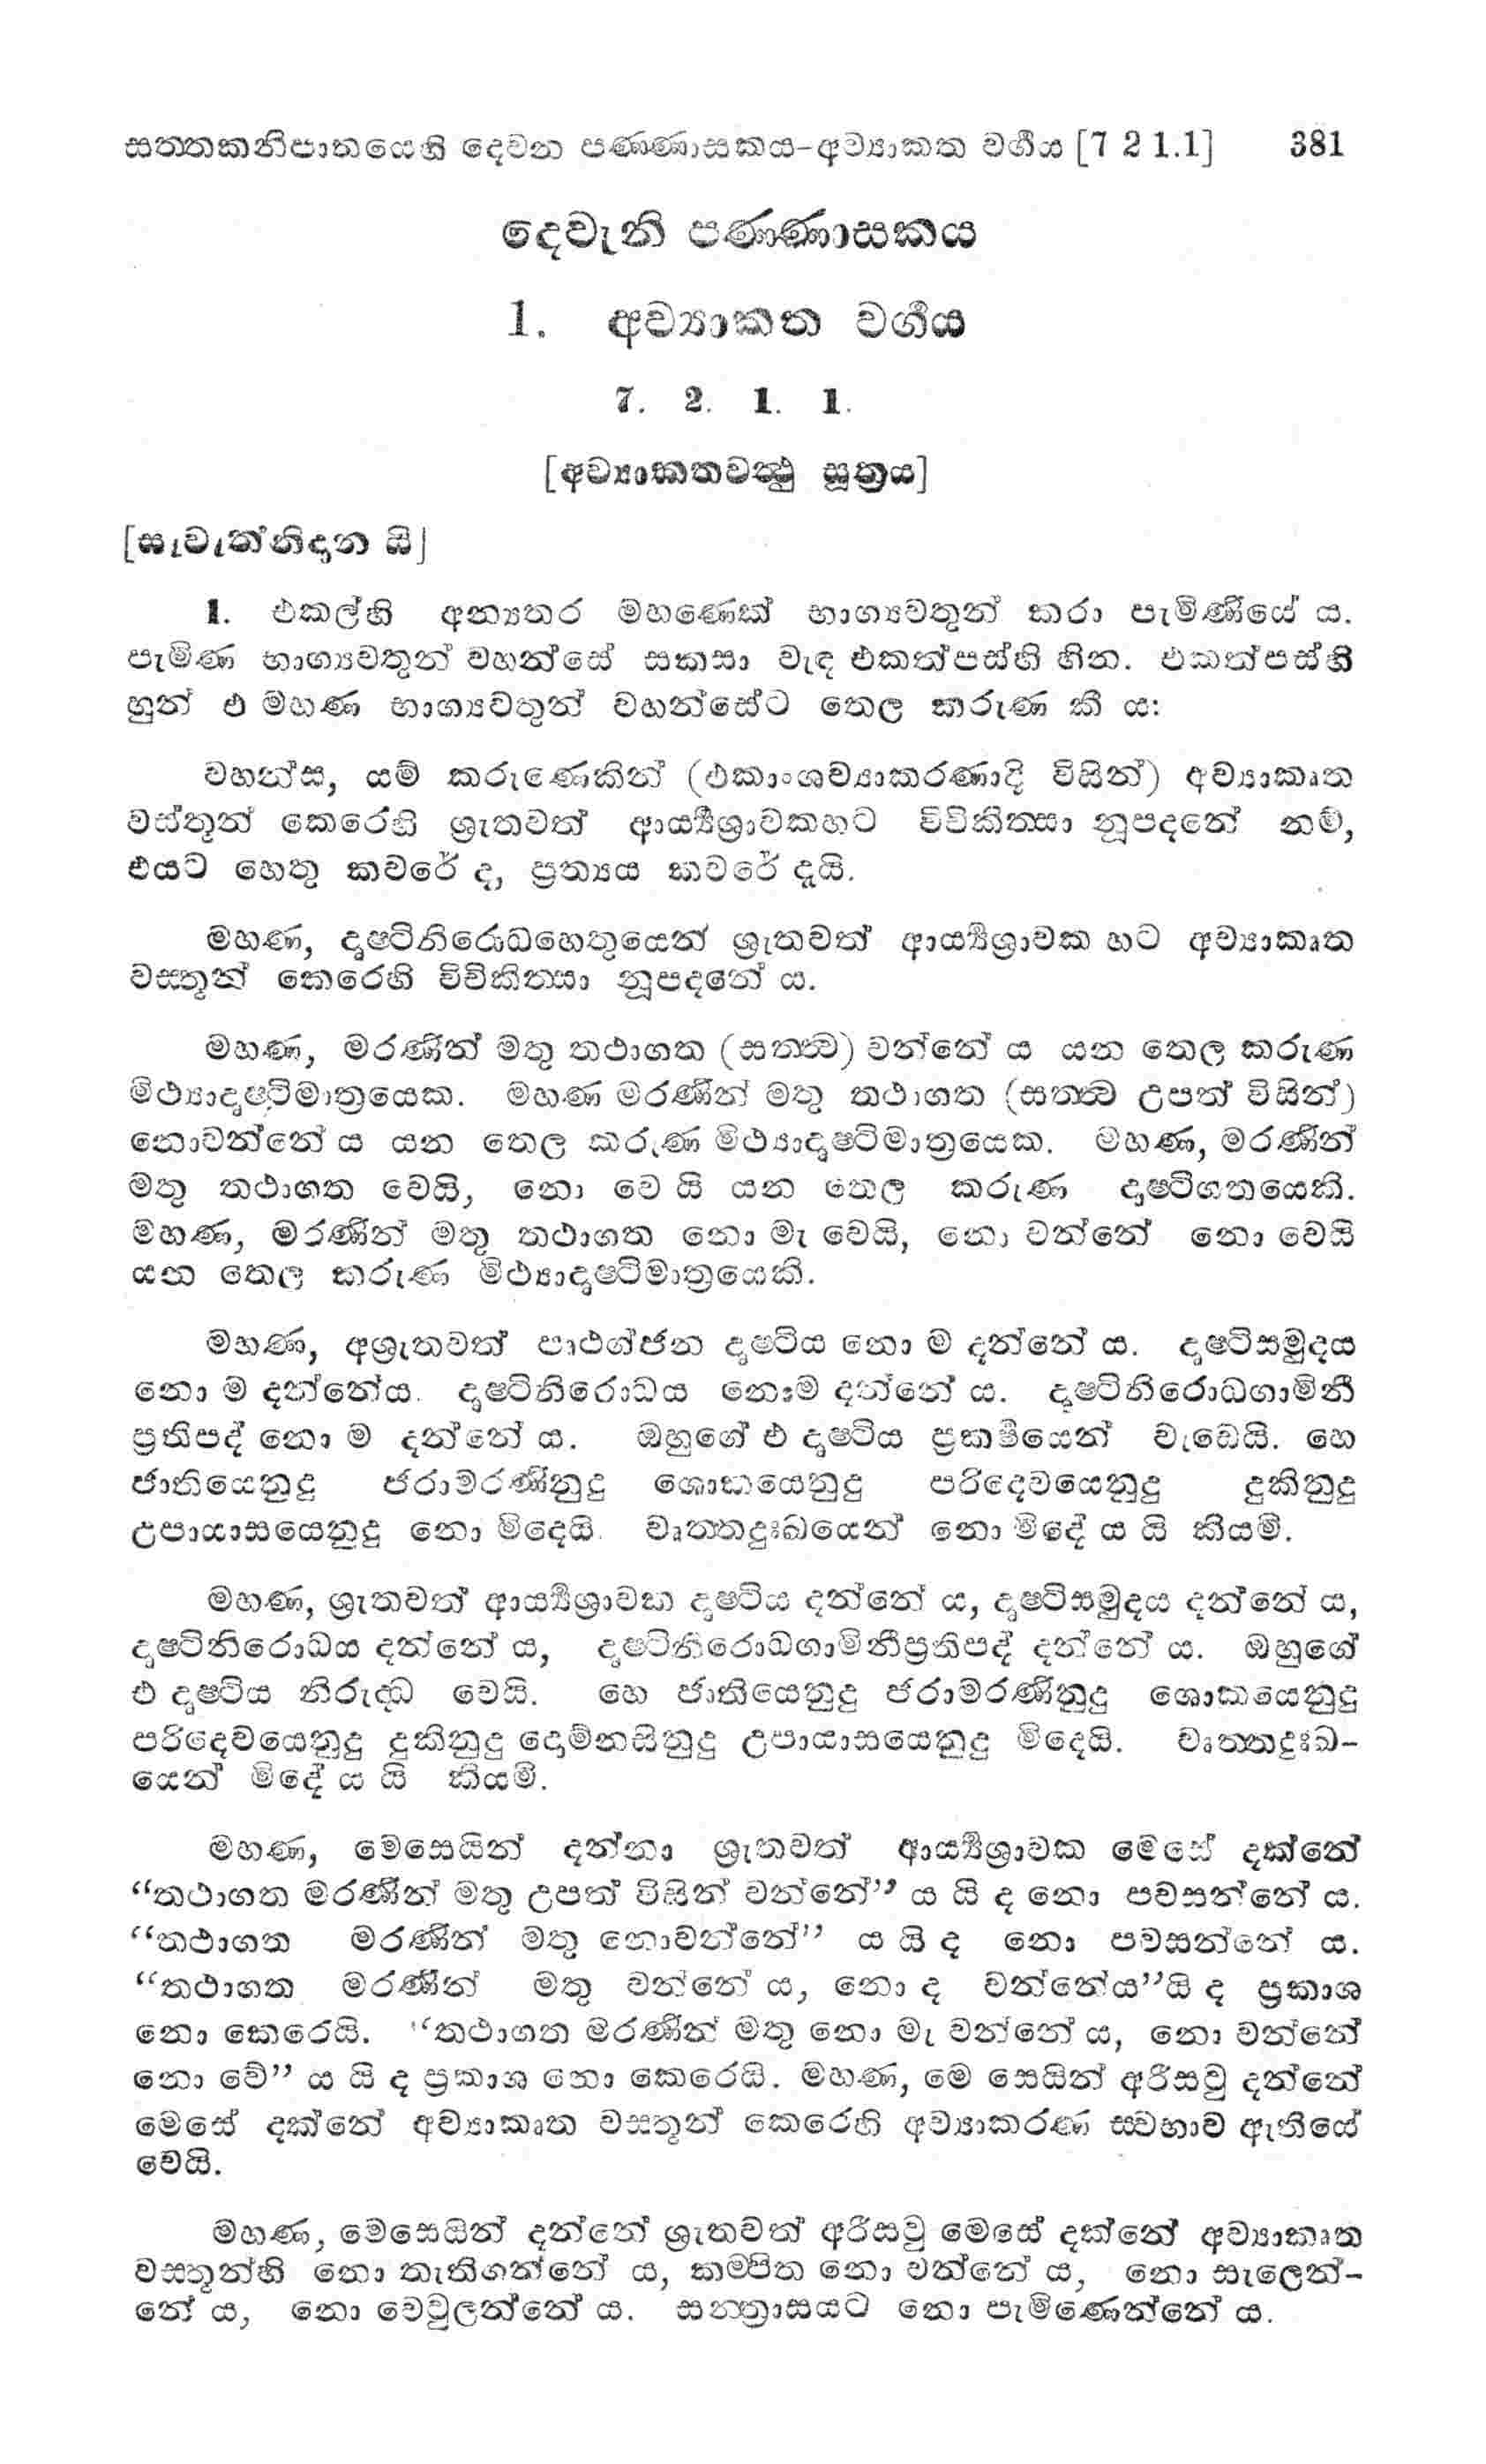 සත්තකනිපාතයෙහි දෙවන පණ්ණාසකය-අව්‍යාකත වර්‍ගය [7 2 1.1] 381
දෙවැනි පණ්ණාසකය
1. අව්‍යාකත වර්‍ගය
7. 2. 1. 1.
[අව්‍යාකතවත්‍ථු සූත්‍රය]
[සැවැත්නිදාන යි]
1. එකල්හි අන්‍යතර මහණෙක් භාග්‍යවතුන් කරා පැමිණියේ ය.
පැමිණ භාග්‍යවතුන් වහන්සේ සකසා වැඳ එකත්පස්හි හින. එකත්පස්හි
හුන් එ මහණ භාග්‍යවතුන් වහන්සේට තෙල කරුණ කී ය:
වහන්ස, යම් කරුණෙකින් (එකාංශව්‍යාකරණාදි විසින්) අව්‍යාකෘත
වස්තූන් කෙරෙහි ශ්‍රැතවත් ආර්‍ය්‍යශ්‍රාවකහට විචිකිත්සා නූපදනේ නම්,
එයට හෙතු කවරේ ද, ප්‍රත්‍යය කවරේ දැයි.
මහණ, දෘෂ්ටිනිරොධහෙතුයෙන් ශ්‍රැතවත් ආර්‍ය්‍යශ්‍රාවක හට අව්‍යාකෘත
වස්තූන් කෙරෙහි විචිකිත්සා නූපදනේ ය.
මහණ, මරණින් මතු තථාගත (සත්ත්‍ව) වන්නේ ය යන තෙල කරුණ
මිථ්‍යාදෘෂ්ටිමාත්‍රයෙක. මහණ මරණින් මතු තථාගත (සත්ත්‍ව උපත් විසින්)
නොවන්නේ ය යන තෙල කරුණ මිථ්‍යාදෘෂ්ටිමාත්‍රයෙක. මහණ, මරණින්
මතු තථාගත වෙයි, නො වෙ යි යන තෙල කරුණ දෘෂ්ටිගතයෙකි.
මහණ, මරණින් මතු තථාගත නො මැ වෙයි, නො වන්නේ නො වෙයි
යන තෙල කරුණ මිථ්‍යාදෘෂ්ටිමාත්‍රයෙකි.
මහණ, අශ්‍රැතවත් පෘථග්ජන දෘෂ්ටිය නො ම දන්නේ ය. දෘෂ්ටිසමුදය
නො ම දන්නේය. දෘෂ්ටිනිරොධය නොම දන්නේ ය. දෘෂ්ටිනිරොධගාමිනී
ප්‍රතිපද් නො ම දන්නේ ය. ඔහුගේ එ දෘෂ්ටිය ප්‍රකර්‍ෂයෙන් වැඩෙයි. හෙ
ජාතියෙනුදු ජරාමරණිනුදු ශොකයෙනුදු පරිදෙවයෙනුදු දුකිනුදු
උපායාසයෙනුදු නො මිදෙයි. වෘත්තදුඃඛයෙන් නො මිදේ ය යි කියමි.
මහණ, ශ්‍රැතවත් ආර්‍ය්‍යශ්‍රාවක දෘෂ්ටිය දන්නේ ය, දෘෂ්ටිසමුදය දන්නේ ය,
දෘෂ්ටිනිරොධය දන්නේ ය, දෘෂ්ටිනිරොධගාමිනීප්‍රතිපද් දන්නේ ය. ඔහුගේ
එ දෘෂ්ටිය නිරුද්ධ වෙයි. හෙ ජාතියෙනුදු ජරාමරණිනුදු ශොකයෙනුදු
පරිදෙවයෙනුදු දුකිනුදු දොම්නසිනුදු උපායාසයෙනුදු මිදෙයි. වෘත්තදුඃඛ-
යෙන් මිදේ ය යි කියමි.
මහණ, මෙසෙයින් දන්නා ශ්‍රැතවත් ආර්‍ය්‍යශ්‍රාවක මෙසේ දක්නේ
“තථාගත මරණින් මතු උපත් විසින් වන්නේ” ය යි ද නො පවසන්නේ ය.
“තථාගත මරණින් මතු නොවන්නේ” ය යි ද නො පවසන්නේ ය.
“තථාගත මරණින් මතු වන්නේ ය, නො ද වන්නේය”යි ද ප්‍රකාශ
නො කෙරෙයි. “තථාගත මරණින් මතු නො මැ වන්නේ ය, නො වන්නේ
නො වේ” ය යි ද ප්‍රකාශ නො කෙරෙයි. මහණ, මෙ සෙයින් අරිසවු දන්නේ
මෙසේ දක්නේ අව්‍යාකෘත වස්තූන් කෙරෙහි අව්‍යාකරණ ස්වභාව ඇතියේ
වෙයි.
මහණ, මෙසෙයින් දන්නේ ශ්‍රැතවත් අරිසවු මෙසේ දක්නේ අව්‍යාකෘත
වස්තූන්හි නො තැතිගන්නේ ය, කම්පිත නො වන්නේ ය, නො සැලෙන්-
නේ ය, නො වෙවුලන්නේ ය. සන්ත්‍රාසයට නො පැමිණෙන්නේ ය.